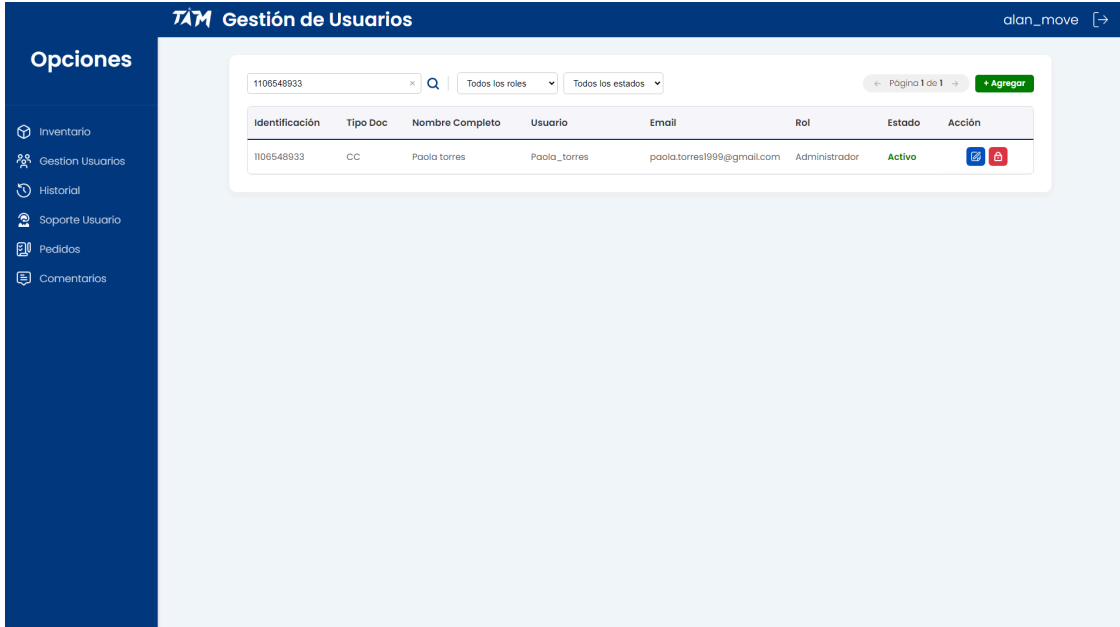 TAM Gestión de Usuarios
alan_move
Opciones
Inventario
Gestion Usuarios
Historial
Soporte Usuario
Pedidos
Comentarios
1106548933 × Todos los roles Todos los estados ← Página 1 de 1 → + Agregar
Identificación Tipo Doc Nombre Completo Usuario Email Rol Estado Acción
1106548933 CC Paola torres Paola_torres paola.torres1999@gmail.com Administrador Activo